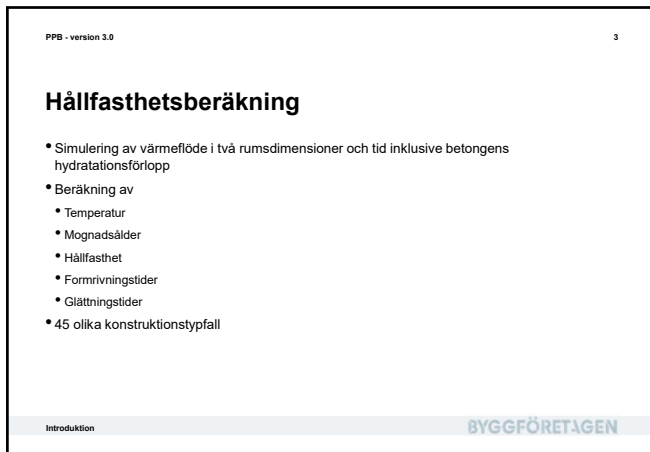 PPB - version 3.0 3
Hållfasthetsberäkning
• Simulering av värmeflöde i två rumsdimensioner och tid inklusive betongens
hydratationsförlopp
• Beräkning av
• Temperatur
• Mognadsålder
• Hållfasthet
• Formrivningstider
• Glättningstider
• 45 olika konstruktionstypfall
Introduktion BYGGFÖRETAGEN